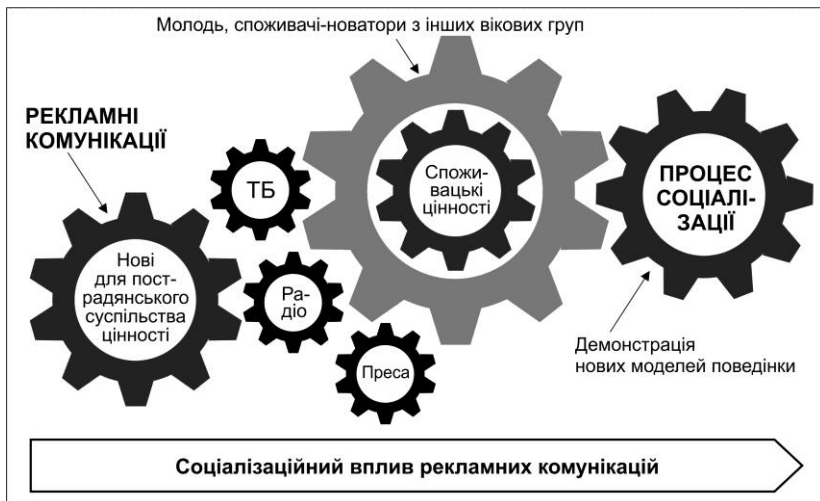 Молодь, споживачі-новатори з інших вікових груп
РЕКЛАМНІ
КОМУНІКАЦІЇ
ТБ
Нові
для пост-
радянського
суспільства
цінності
Ра-
діо
Преса
Спожи-
вацькі
цінності
ПРОЦЕС
СОЦІАЛІ-
ЗАЦІЇ
Демонстрація
нових моделей поведінки
Соціалізаційний вплив рекламних комунікацій